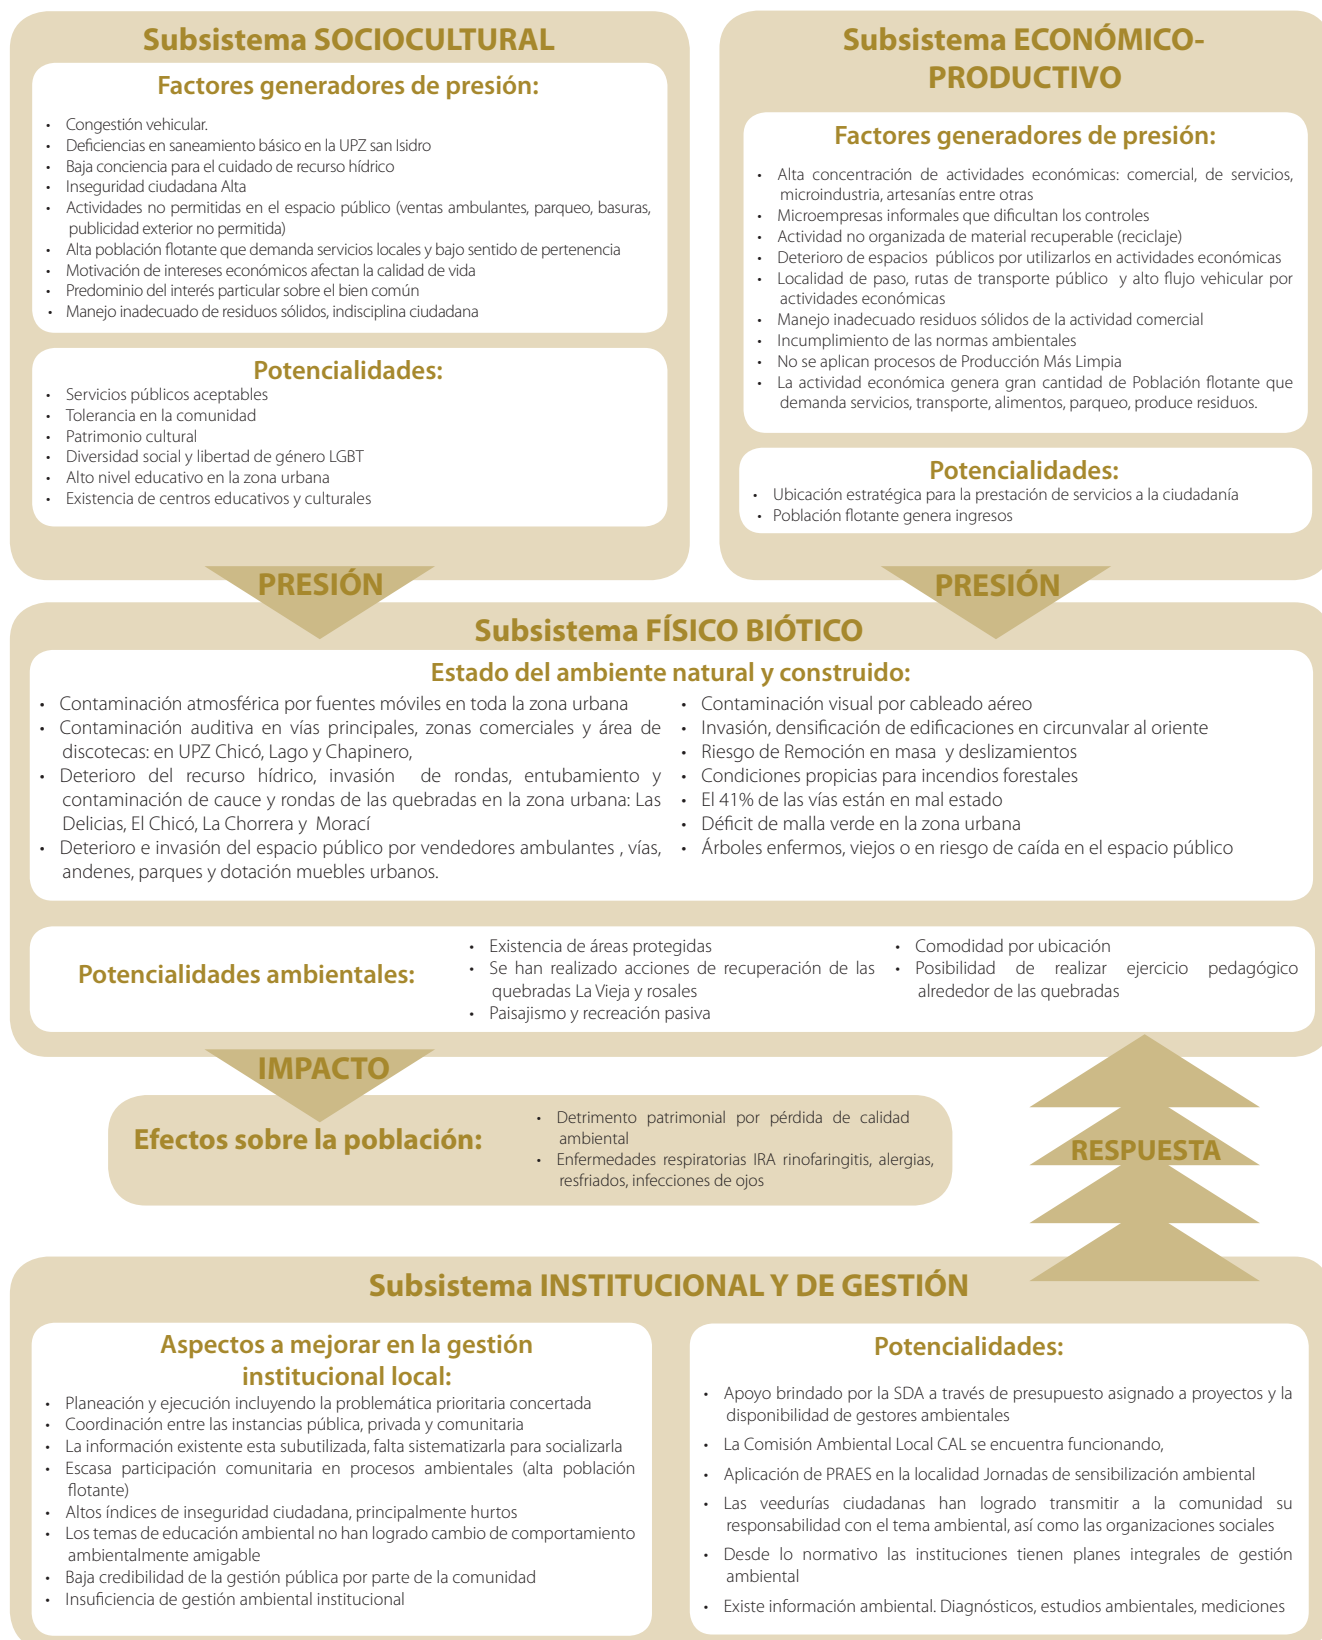 Subsistema SOCIOCULTURAL
Factores generadores de presión:
• Congestión vehicular.
• Deficiencias en saneamiento básico en la UPZ san Isidro
• Baja conciencia para el cuidado de recurso hídrico
• Inseguridad ciudadana Alta
• Actividades no permitidas en el espacio público (ventas ambulantes, parqueo, basuras,
publicidad exterior no permitida)
• Alta población flotante que demanda servicios locales y bajo sentido de pertenencia
• Motivación de intereses económicos afectan la calidad de vida
• Predominio del interés particular sobre el bien común
• Manejo inadecuado de residuos sólidos, indisciplina ciudadana
Potencialidades:
• Servicios públicos aceptables
• Tolerancia en la comunidad
• Patrimonio cultural
• Diversidad social y libertad de género LGBT
• Alto nivel educativo en la zona urbana
• Existencia de centros educativos y culturales
PRESIÓN
Subsistema ECONÓMICO-
PRODUCTIVO
Factores generadores de presión:
• Alta concentración de actividades económicas: comercial, de servicios,
microindustria, artesanías entre otras
• Microempresas informales que dificultan los controles
• Actividad no organizada de material recuperable (reciclaje)
• Deterioro de espacios públicos por utilizarlos en actividades económicas
• Localidad de paso, rutas de transporte público y alto flujo vehicular por
actividades económicas
• Manejo inadecuado residuos sólidos de la actividad comercial
• Incumplimiento de las normas ambientales
• No se aplican procesos de Producción Más Limpia
• La actividad económica genera gran cantidad de Población flotante que
demanda servicios, transporte, alimentos, parqueo, produce residuos.
Potencialidades:
• Ubicación estratégica para la prestación de servicios a la ciudadanía
• Población flotante genera ingresos
PRESIÓN
Subsistema FÍSICO BIÓTICO
Estado del ambiente natural y construido:
• Contaminación atmosférica por fuentes móviles en toda la zona urbana
• Contaminación auditiva en vías principales, zonas comerciales y área de
discotecas: en UPZ Chicó, Lago y Chapinero,
• Deterioro del recurso hídrico, invasión de rondas, entubamiento y
contaminación de cauce y rondas de las quebradas en la zona urbana: Las
Delicias, El Chicó, La Chorrera y Morací
• Deterioro e invasión del espacio público por vendedores ambulantes , vías,
andenes, parques y dotación muebles urbanos.
• Contaminación visual por cableado aéreo
• Invasión, densificación de edificaciones en circunvalar al oriente
• Riesgo de Remoción en masa y deslizamientos
• Condiciones propicias para incendios forestales
• El 41% de las vías están en mal estado
• Déficit de malla verde en la zona urbana
• Árboles enfermos, viejos o en riesgo de caída en el espacio público
Potencialidades ambientales:
• Existencia de áreas protegidas
• Se han realizado acciones de recuperación de las
quebradas La Vieja y rosales
• Paisajismo y recreación pasiva
• Comodidad por ubicación
• Posibilidad de realizar ejercicio pedagógico
alrededor de las quebradas
IMPACTO
Efectos sobre la población:
• Detrimento patrimonial por pérdida de calidad
ambiental
• Enfermedades respiratorias IRA rinofaringitis, alergias,
resfriados, infecciones de ojos
RESPUESTA
Subsistema INSTITUCIONAL Y DE GESTIÓN
Aspectos a mejorar en la gestión
institucional local:
• Planeación y ejecución incluyendo la problemática prioritaria concertada
• Coordinación entre las instancias pública, privada y comunitaria
• La información existente esta subutilizada, falta sistematizarla para socializarla
• Escasa participación comunitaria en procesos ambientales (alta población
flotante)
• Altos índices de inseguridad ciudadana, principalmente hurtos
• Los temas de educación ambiental no han logrado cambio de comportamiento
ambientalmente amigable
• Baja credibilidad de la gestión pública por parte de la comunidad
• Insuficiencia de gestión ambiental institucional
Potencialidades:
• Apoyo brindado por la SDA a través de presupuesto asignado a proyectos y la
disponibilidad de gestores ambientales
• La Comisión Ambiental Local CAL se encuentra funcionando,
• Aplicación de PRAES en la localidad Jornadas de sensibilización ambiental
• Las veedurías ciudadanas han logrado transmitir a la comunidad su
responsabilidad con el tema ambiental, así como las organizaciones sociales
• Desde lo normativo las instituciones tienen planes integrales de gestión
ambiental
• Existe información ambiental. Diagnósticos, estudios ambientales, mediciones